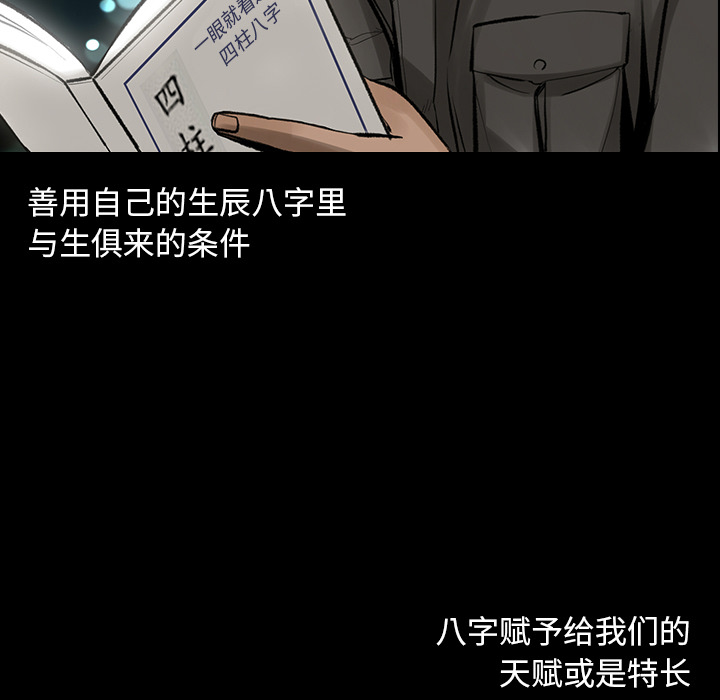 一眼就看
四柱八字
四柱
善用自己的生辰八字里
与生俱来的条件
八字赋予给我们的
天赋或是特长